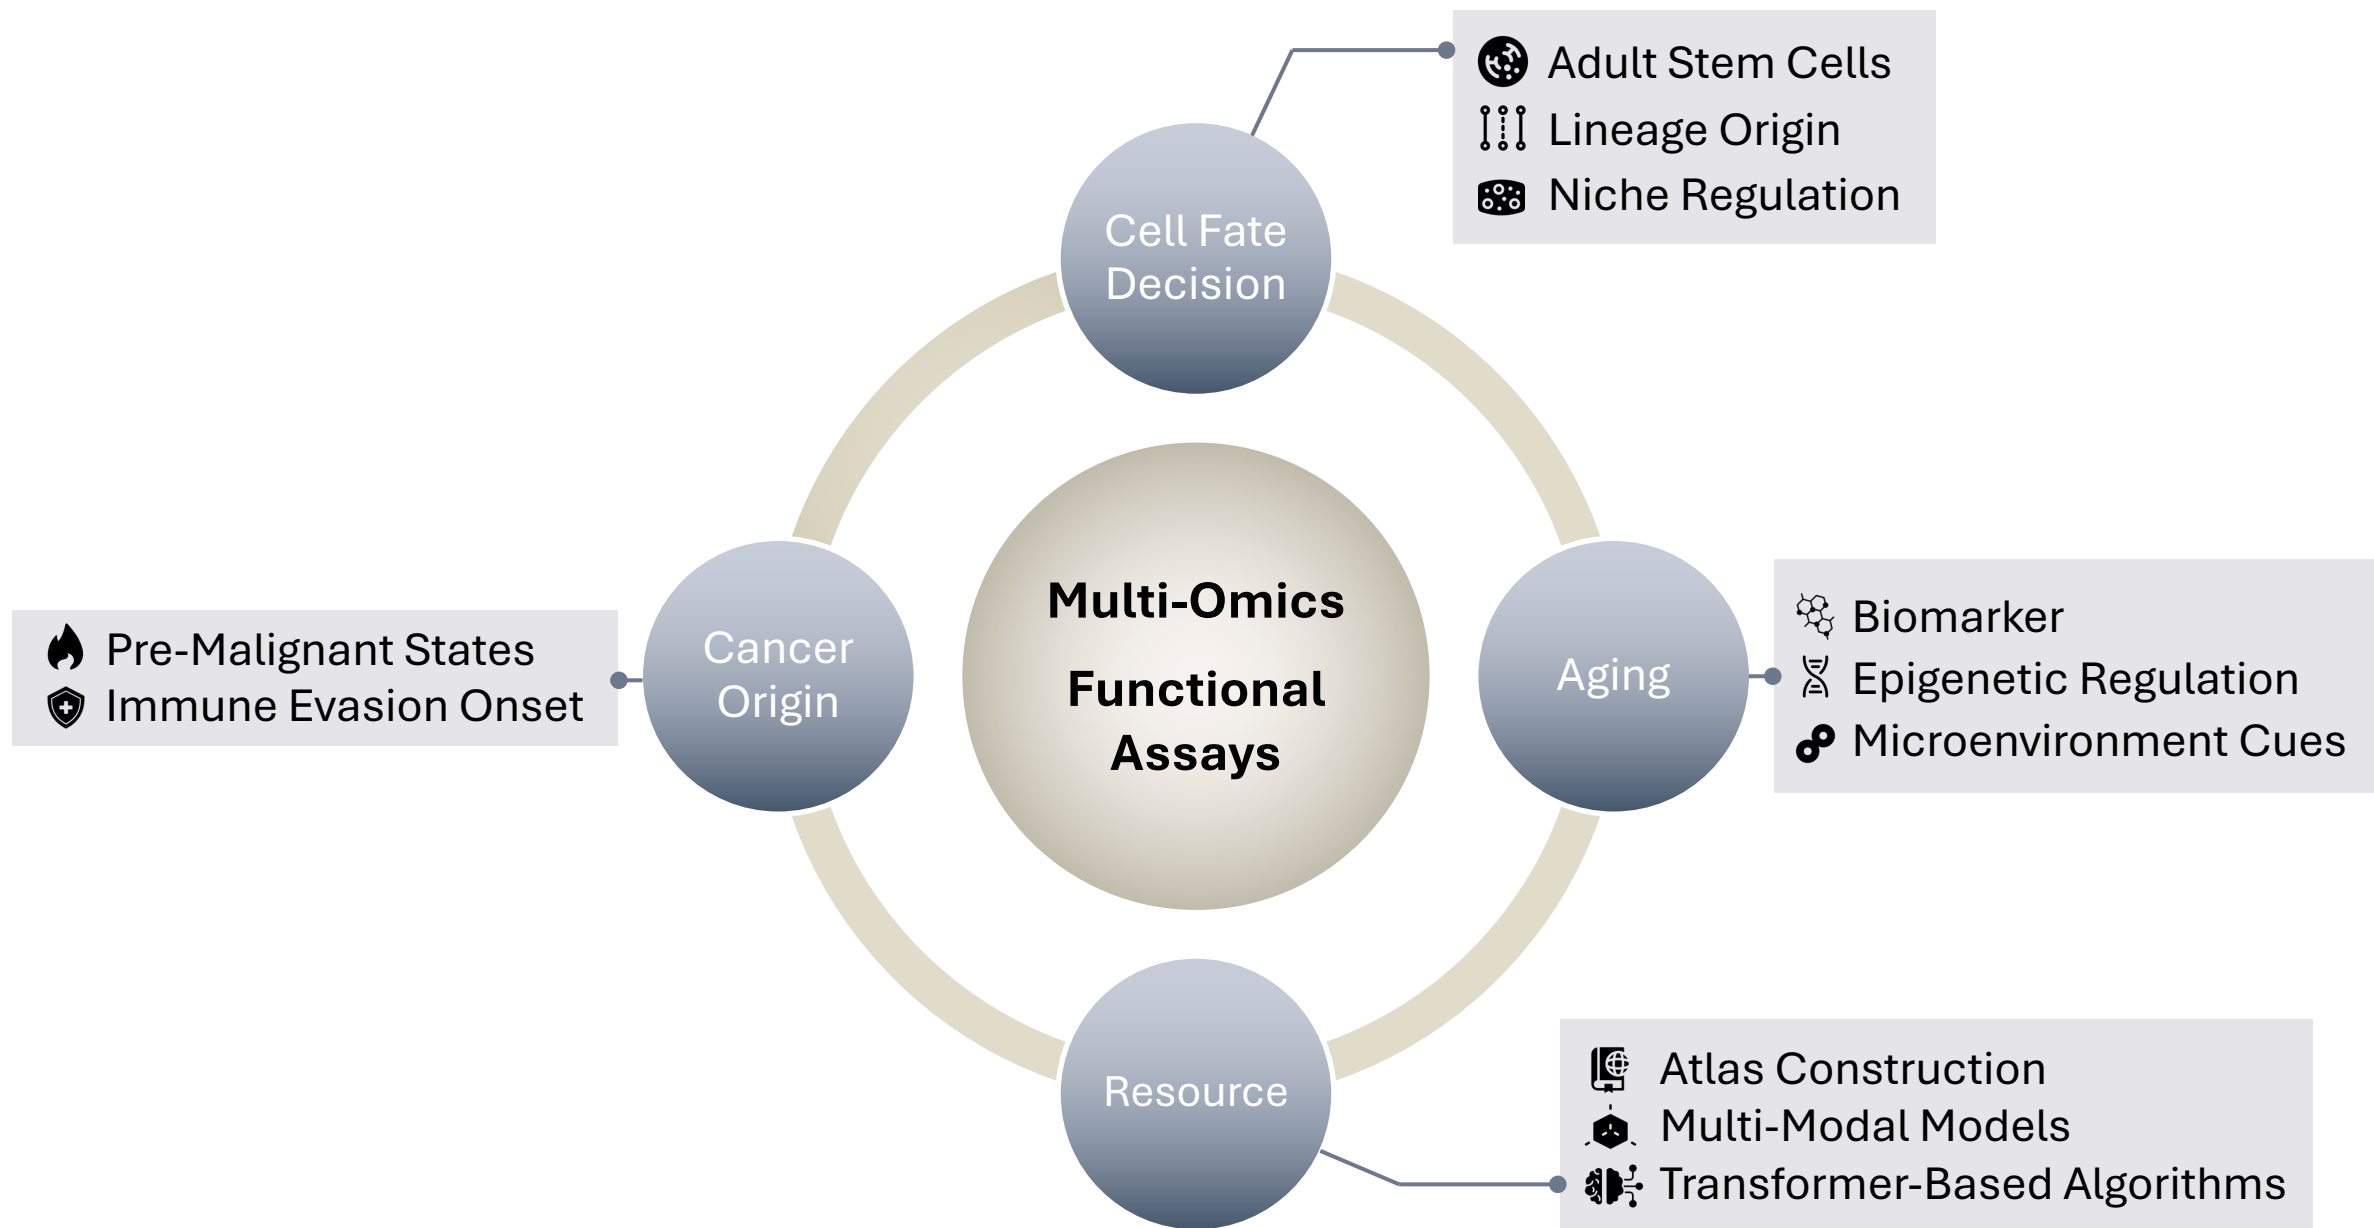 Adult Stem Cells
Lineage Origin
Niche Regulation
Cell Fate
Decision
Multi-Omics
Functional
Assays
Cancer
Origin
Pre-Malignant States
Immune Evasion Onset
Aging
Biomarker
Epigenetic Regulation
Microenvironment Cues
Resource
Atlas Construction
Multi-Modal Models
Transformer-Based Algorithms